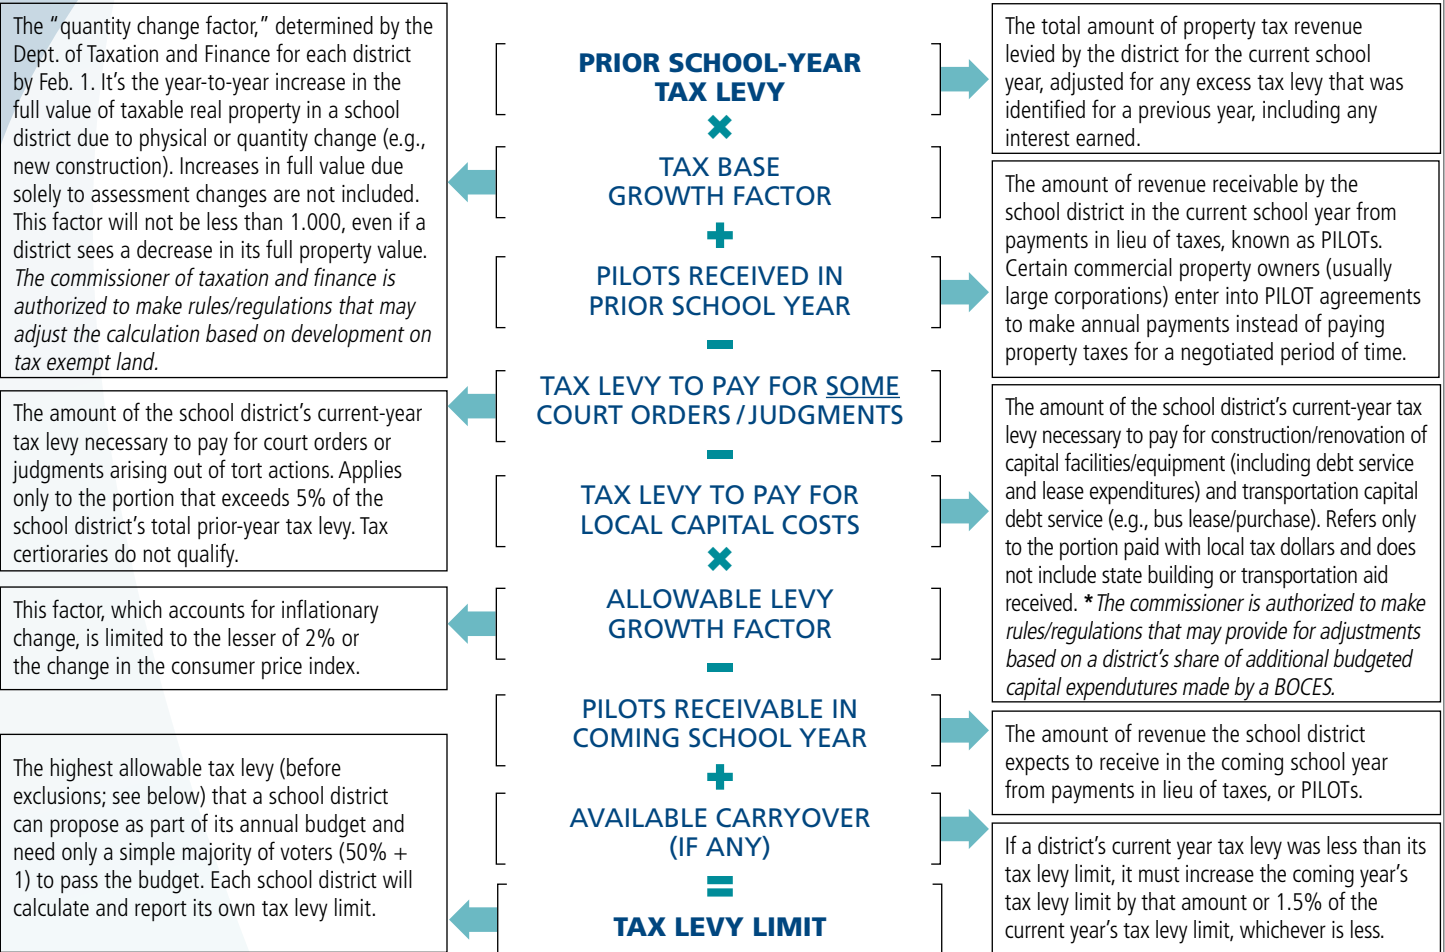 The “quantity change factor,” determined by the
Dept. of Taxation and Finance for each district
by Feb. 1. It’s the year-to-year increase in the
full value of taxable real property in a school
district due to physical or quantity change (e.g.,
new construction). Increases in full value due
solely to assessment changes are not included.
This factor will not be less than 1.000, even if a
district sees a decrease in its full property value.
The commissioner of taxation and finance is
authorized to make rules/regulations that may
adjust the calculation based on development on
tax exempt land.
The amount of the school district’s current-year
tax levy necessary to pay for court orders or
judgments arising out of tort actions. Applies
only to the portion that exceeds 5% of the
school district’s total prior-year tax levy. Tax
certioraries do not qualify.
This factor, which accounts for inflationary
change, is limited to the lesser of 2% or
the change in the consumer price index.
The highest allowable tax levy (before
exclusions; see below) that a school district
can propose as part of its annual budget and
need only a simple majority of voters (50% +
1) to pass the budget. Each school district will
calculate and report its own tax levy limit.
PRIOR SCHOOL-YEAR
TAX LEVY
×
TAX BASE
GROWTH FACTOR
+
PILOTS RECEIVED IN
PRIOR SCHOOL YEAR
−
TAX LEVY TO PAY FOR SOME
COURT ORDERS / JUDGMENTS
−
TAX LEVY TO PAY FOR
LOCAL CAPITAL COSTS
×
ALLOWABLE LEVY
GROWTH FACTOR
−
PILOTS RECEIVABLE IN
COMING SCHOOL YEAR
+
AVAILABLE CARRYOVER
(IF ANY)
=
TAX LEVY LIMIT
The total amount of property tax revenue
levied by the district for the current school
year, adjusted for any excess tax levy that was
identified for a previous year, including any
interest earned.
The amount of revenue receivable by the
school district in the current school year from
payments in lieu of taxes, known as PILOTs.
Certain commercial property owners (usually
large corporations) enter into PILOT agreements
to make annual payments instead of paying
property taxes for a negotiated period of time.
The amount of the school district’s current-year tax
levy necessary to pay for construction/renovation of
capital facilities/equipment (including debt service
and lease expenditures) and transportation capital
debt service (e.g., bus lease/purchase). Refers only
to the portion paid with local tax dollars and does
not include state building or transportation aid
received. *The commissioner is authorized to make
rules/regulations that may provide for adjustments
based on a district’s share of additional budgeted
capital expendutures made by a BOCES.
The amount of revenue the school district
expects to receive in the coming school year
from payments in lieu of taxes, or PILOTs.
If a district’s current year tax levy was less than its
tax levy limit, it must increase the coming year’s
tax levy limit by that amount or 1.5% of the
current year’s tax levy limit, whichever is less.